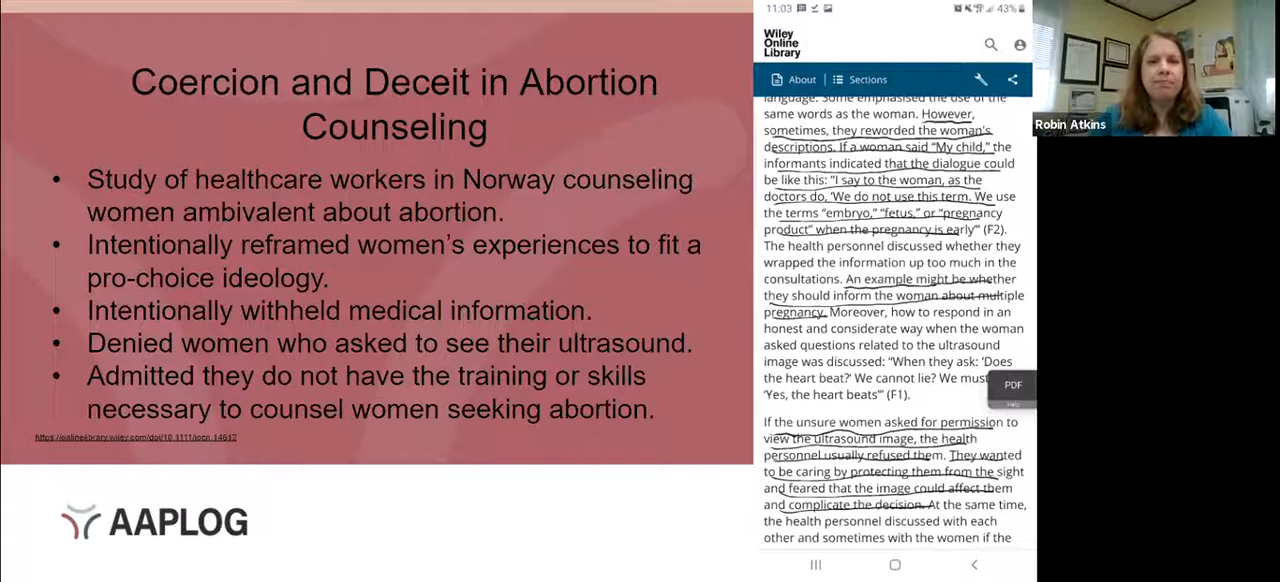 Coercion and Deceit in Abortion
Counseling
• Study of healthcare workers in Norway counseling
women ambivalent about abortion.
• Intentionally reframed women's experiences to fit a
pro-choice ideology.
• Intentionally withheld medical information.
• Denied women who asked to see their ultrasound.
• Admitted they do not have the training or skills
necessary to counsel women seeking abortion.
https://onlinelibrary.wiley.com/doi/10.1111/jocn.14612
AAPLOG
11:03
43%
Wiley
Online
Library
About
Sections
language. Some emphasised the use of the
same words as the woman. However,
sometimes, they reworded the woman's
descriptions. If a woman said "My child," the
informants indicated that the dialogue could
be like this: "I say to the woman, as the
doctors do, 'We do not use this term. We use
the terms "embryo," "fetus," or "pregnancy
product" when the pregnancy is early'" (F2).
The health personnel discussed whether they
wrapped the information up too much in the
consultations. An example might be whether
they should inform the woman about multiple
pregnancy. Moreover, how to respond in an
honest and considerate way when the woman
asked questions related to the ultrasound
image was discussed: "When they ask: 'Does
the heart beat?' We cannot lie? We must
'Yes, the heart beats'" (F1).
PDF
Help
If the unsure women asked for permission to
view the ultrasound image, the health
personnel usually refused them. They wanted
to be caring by protecting them from the sight
and feared that the image could affect them
and complicate the decision. At the same time,
the health personnel discussed with each
other and sometimes with the women if the
Robin Atkins